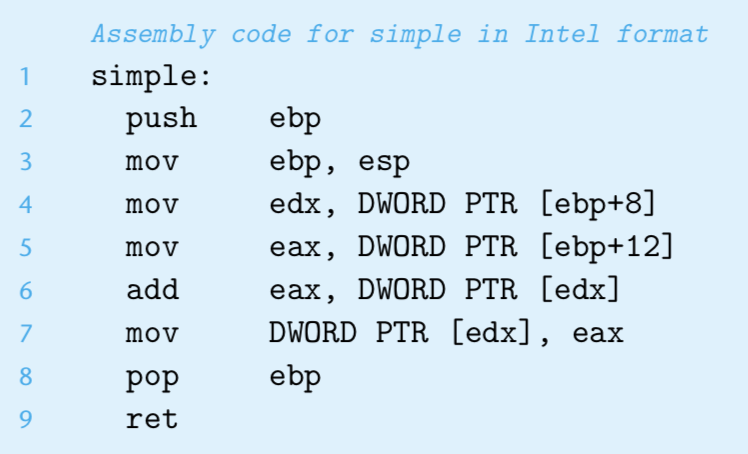 Assembly code for simple in Intel format
1 simple:
2 push ebp
3 mov ebp, esp
4 mov edx, DWORD PTR [ebp+8]
5 mov eax, DWORD PTR [ebp+12]
6 add eax, DWORD PTR [edx]
7 mov DWORD PTR [edx], eax
8 pop ebp
9 ret